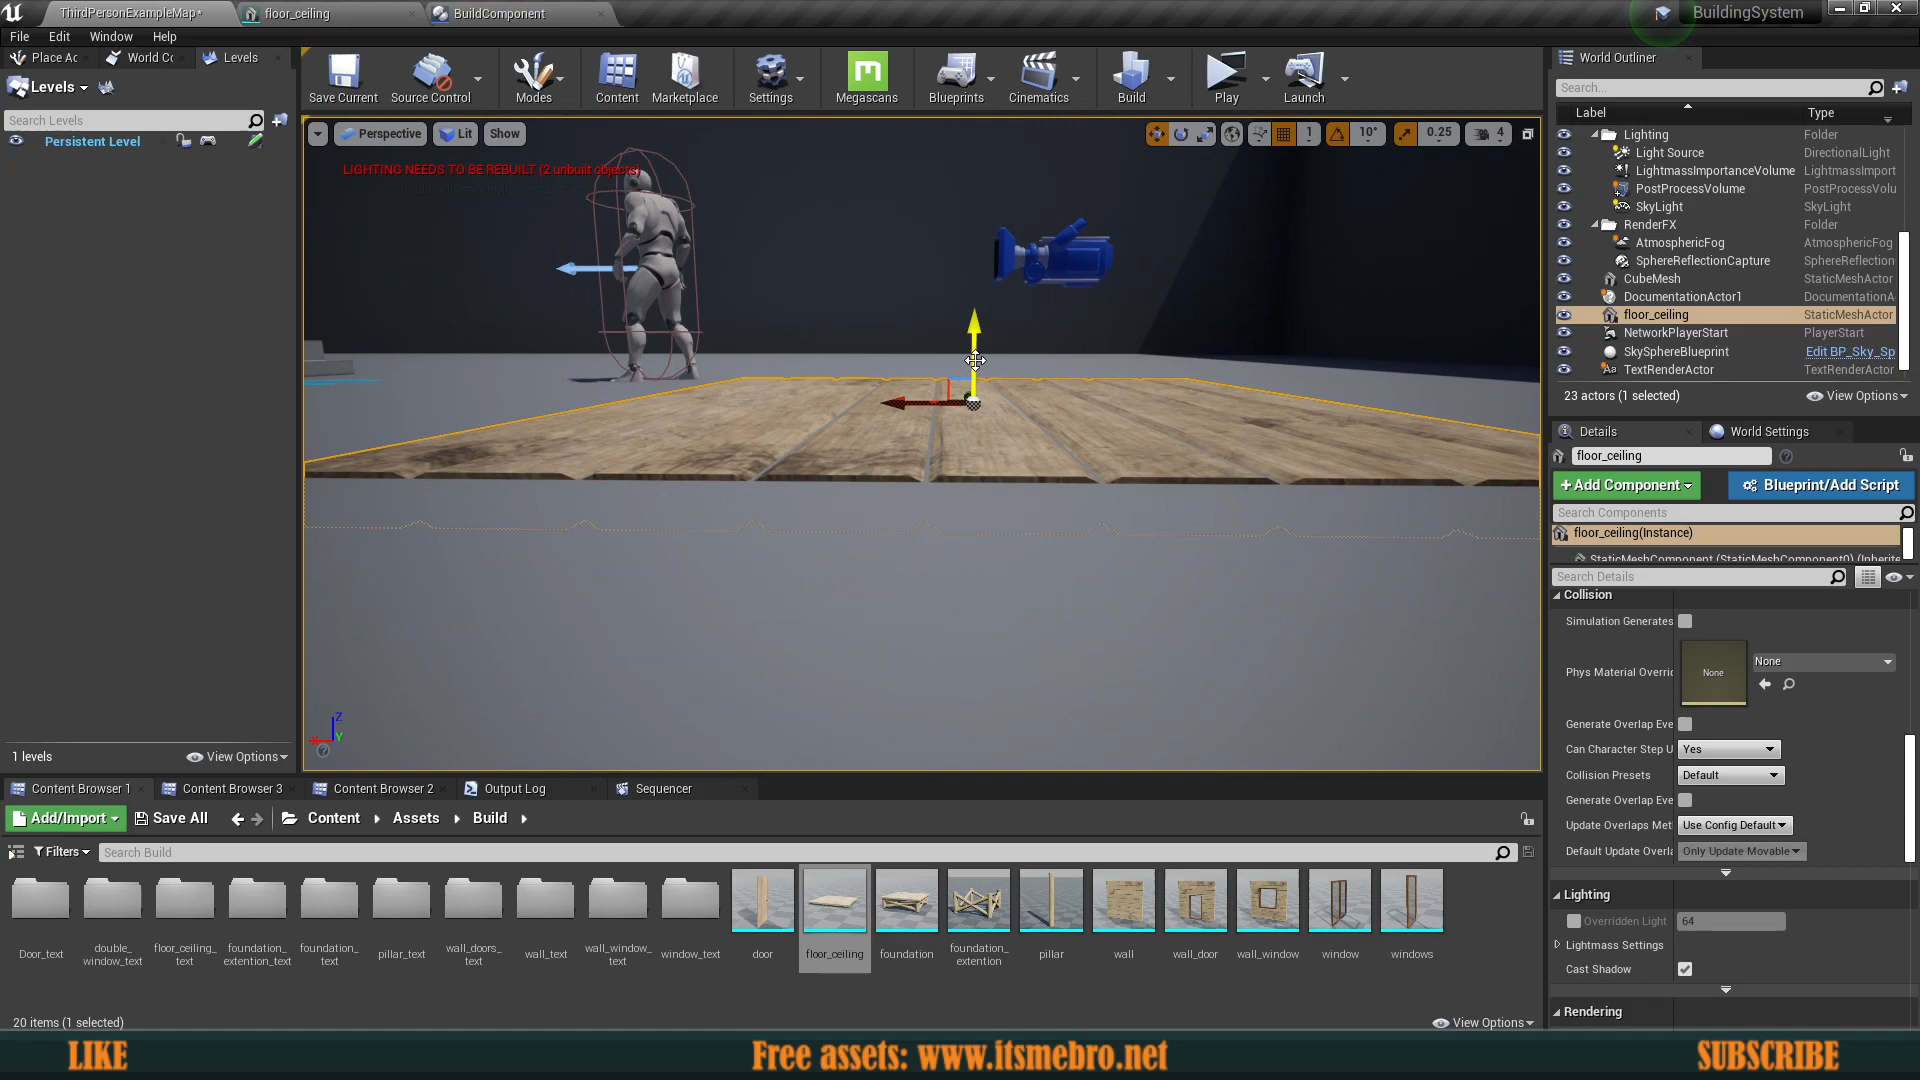 ThirdPersonExampleMap*
floor_ceiling
BuildComponent
BuildingSystem
File
Edit
Window
Help
Place Ac
World Co
Levels
Levels
Search Levels
Persistent Level
1 levels
View Options
Save Current
Source Control
Modes
Content
Marketplace
Settings
Megascans
Blueprints
Cinematics
Build
Play
Launch
Perspective
Lit
Show
1
10°
0.25
4
LIGHTING NEEDS TO BE REBUILT (2 unbuilt objects)
Z
Y
World Outliner
Search...
Label
Type
Lighting
Folder
Light Source
DirectionalLight
LightmassImportanceVolume
LightmassImport
PostProcessVolume
PostProcessVolu
SkyLight
SkyLight
RenderFX
Folder
AtmosphericFog
AtmosphericFog
SphereReflectionCapture
SphereReflection
CubeMesh
StaticMeshActor
DocumentationActor1
DocumentationA
floor_ceiling
StaticMeshActor
NetworkPlayerStart
PlayerStart
SkySphereBlueprint
Edit BP_Sky_Sp
TextRenderActor
TextRenderActor
23 actors (1 selected)
View Options
Details
World Settings
floor_ceiling
+Add Component
Blueprint/Add Script
Search Components
floor_ceiling(Instance)
StaticMeshComponent (StaticMeshComponent0) (Inherite
Search Details
Collision
Simulation Generates
Phys Material Overric
None
None
Generate Overlap Eve
Can Character Step U
Yes
Collision Presets
Default
Generate Overlap Eve
Update Overlaps Met
Use Config Default
Default Update Overla
Only Update Movable
Lighting
Overridden Light
64
Lightmass Settings
Cast Shadow
Rendering
Content Browser 1
Content Browser 3
Content Browser 2
Output Log
Sequencer
Add/Import
Save All
Content
Assets
Build
Filters
Search Build
Door_text
double_
window_text
floor_ceiling_
text
foundation_
extention_text
foundation_
text
pillar_text
wall_doors_
text
wall_text
wall_window_
text
window_text
door
floor_ceiling
foundation
foundation_
extention
pillar
wall
wall_door
wall_window
window
windows
20 items (1 selected)
View Options
LIKE
Free assets: www.itsmebro.net
SUBSCRIBE